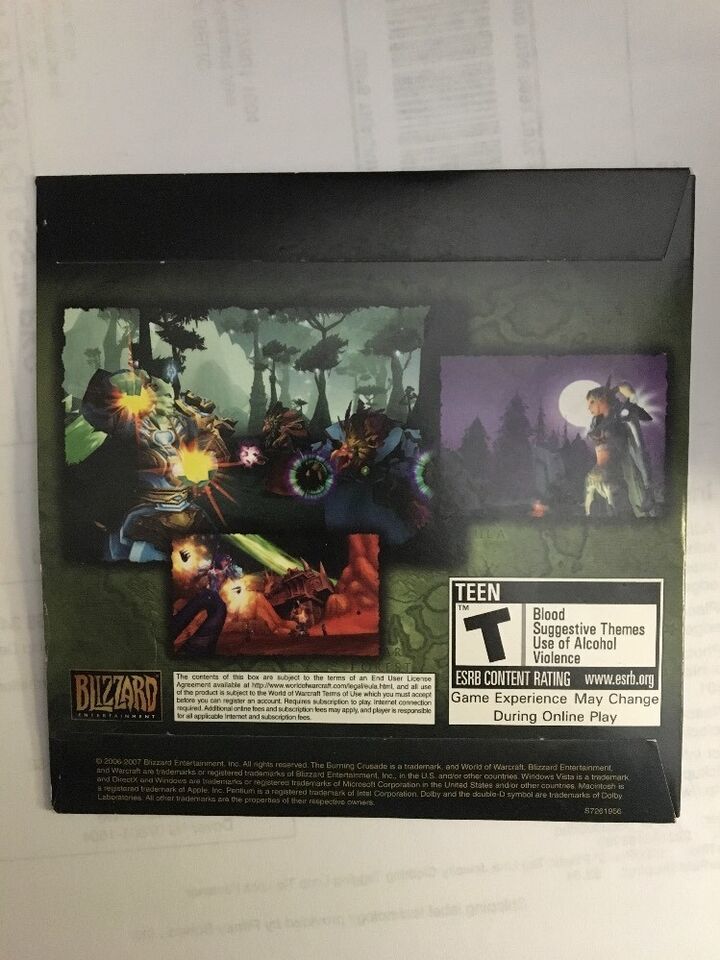 TEEN
TM
T
Blood
Suggestive Themes
Use of Alcohol
Violence
ESRB CONTENT RATING www.esrb.org
Game Experience May Change
During Online Play
BLIZZARD
ENTERTAINMENT
The contents of this box are subject to the terms of an End User License
Agreement available at http://www.worldofwarcraft.com/legal/eula.html, and all use
of the product is subject to the World of Warcraft Terms of Use which you must accept
before you can register an account. Requires subscription to play. Internet connection
required. Additional online fees and subscription fees may apply, and player is responsible
for all applicable Internet and subscription fees.
© 2006-2007 Blizzard Entertainment, Inc. All rights reserved. The Burning Crusade is a trademark, and World of Warcraft, Blizzard Entertainment,
and Warcraft are trademarks or registered trademarks of Blizzard Entertainment, Inc., in the U.S. and/or other countries. Windows Vista is a trademark
and DirectX and Windows are trademarks or registered trademarks of Microsoft Corporation in the United States and/or other countries. Macintosh is
a registered trademark of Apple, Inc. Pentium is a registered trademark of Intel Corporation. Dolby and the double-D symbol are trademarks of Dolby
Laboratories. All other trademarks are the properties of their respective owners.
S7261956